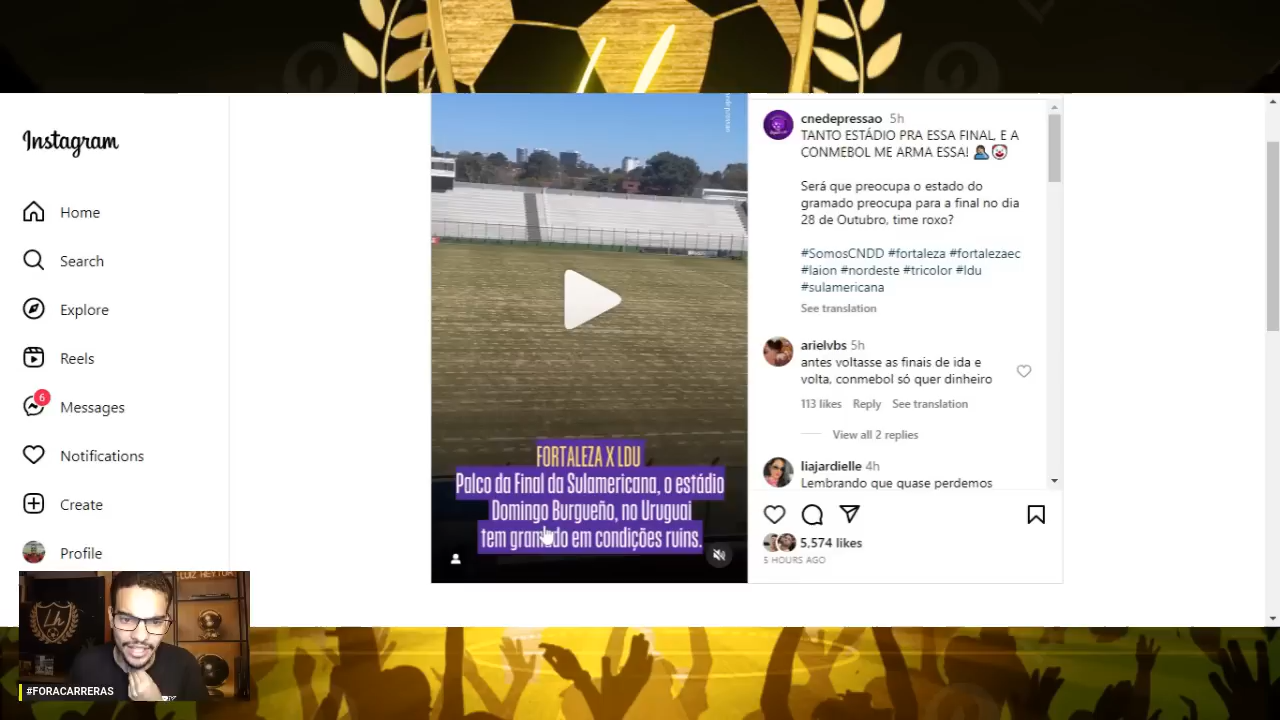 Instagram
Home
Search
Explore
Reels
6
Messages
Notifications
Create
Profile
FORTALEZA X LDU
Palco da Final da Sulamericana, o estádio
Domingo Burgueño, no Uruguai
tem gramado em condições ruins.
cnedepressao 5h
TANTO ESTÁDIO PRA ESSA FINAL, E A
CONMEBOL ME ARMA ESSA!
Será que preocupa o estado do
gramado preocupa para a final no dia
28 de Outubro, time roxo?
#SomosCNDD #fortaleza #fortalezaec
#laion #nordeste #tricolor #ldu
#sulamericana
See translation
arielvbs 5h
antes voltasse as finais de ida e
volta, conmebol só quer dinheiro
113 likes Reply See translation
View all 2 replies
liajardielle 4h
Lembrando que quase perdemos
5,574 likes
5 HOURS AGO
Lh
#FORACARRERAS